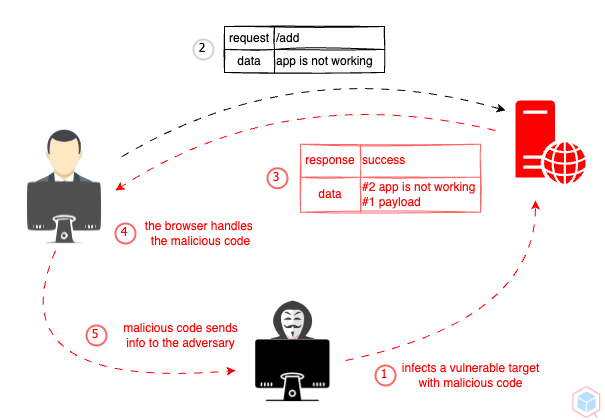 request /add
2
data app is not working
response success
3
data #2 app is not working
#1 payload
4 the browser handles
the malicious code
5 malicious code sends
info to the adversary
1 infects a vulnerable target
with malicious code